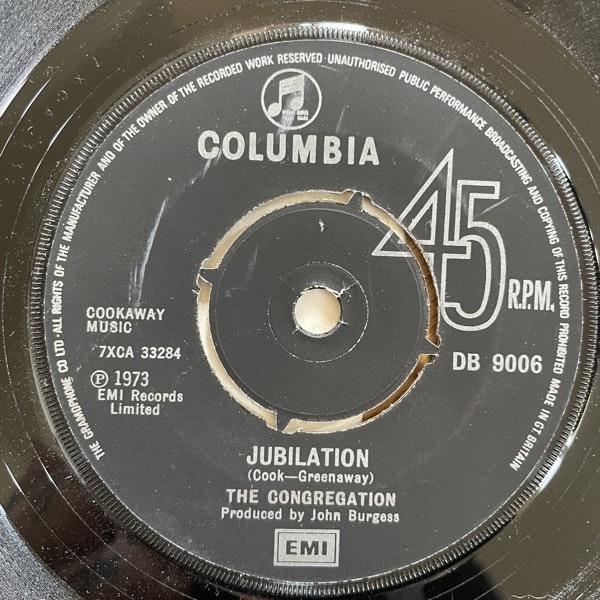 THE GRAMOPHONE CO LTD·ALL RIGHTS OF THE MANUFACTURER AND OF THE OWNER OF THE RECORDED WORK RESERVED·UNAUTHORISED PUBLIC PERFORMANCE BROADCASTING AND COPYING OF THIS RECORD PROHIBITED MADE IN GT BRITAIN
COLUMBIA
45 R.P.M.
COOKAWAY
MUSIC
7XCA 33284
DB 9006
Ⓟ 1973
EMI Records
Limited
JUBILATION
(Cook—Greenaway)
THE CONGREGATION
Produced by John Burgess
EMI